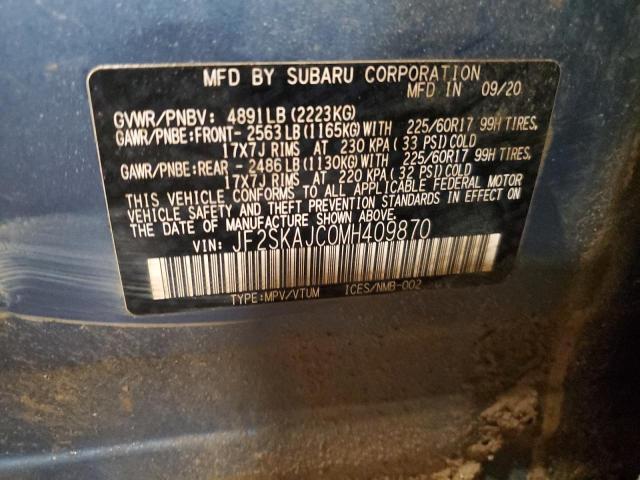 MFD BY SUBARU CORPORATION
MFD IN 09/20
GVWR/PNBV: 4891LB (2223KG)
GAWR/PNBE:FRONT- 2563LB (1165KG) WITH 225/60R17 99H TIRES,
17X7J RIMS AT 230 KPA ( 33 PSI) COLD
GAWR/PNBE:REAR - 2486LB (1130KG) WITH 225/60R17 99H TIRES,
17X7J RIMS AT 220 KPA ( 32 PSI) COLD
THIS VEHICLE CONFORMS TO ALL APPLICABLE FEDERAL MOTOR
VEHICLE SAFETY AND THEFT PREVENTION STANDARDS IN EFFECT ON
THE DATE OF MANUFACTURE SHOWN ABOVE.
VIN: JF2SKAJC0MH409870
TYPE:MPV/VTUM ICES/NMB-002